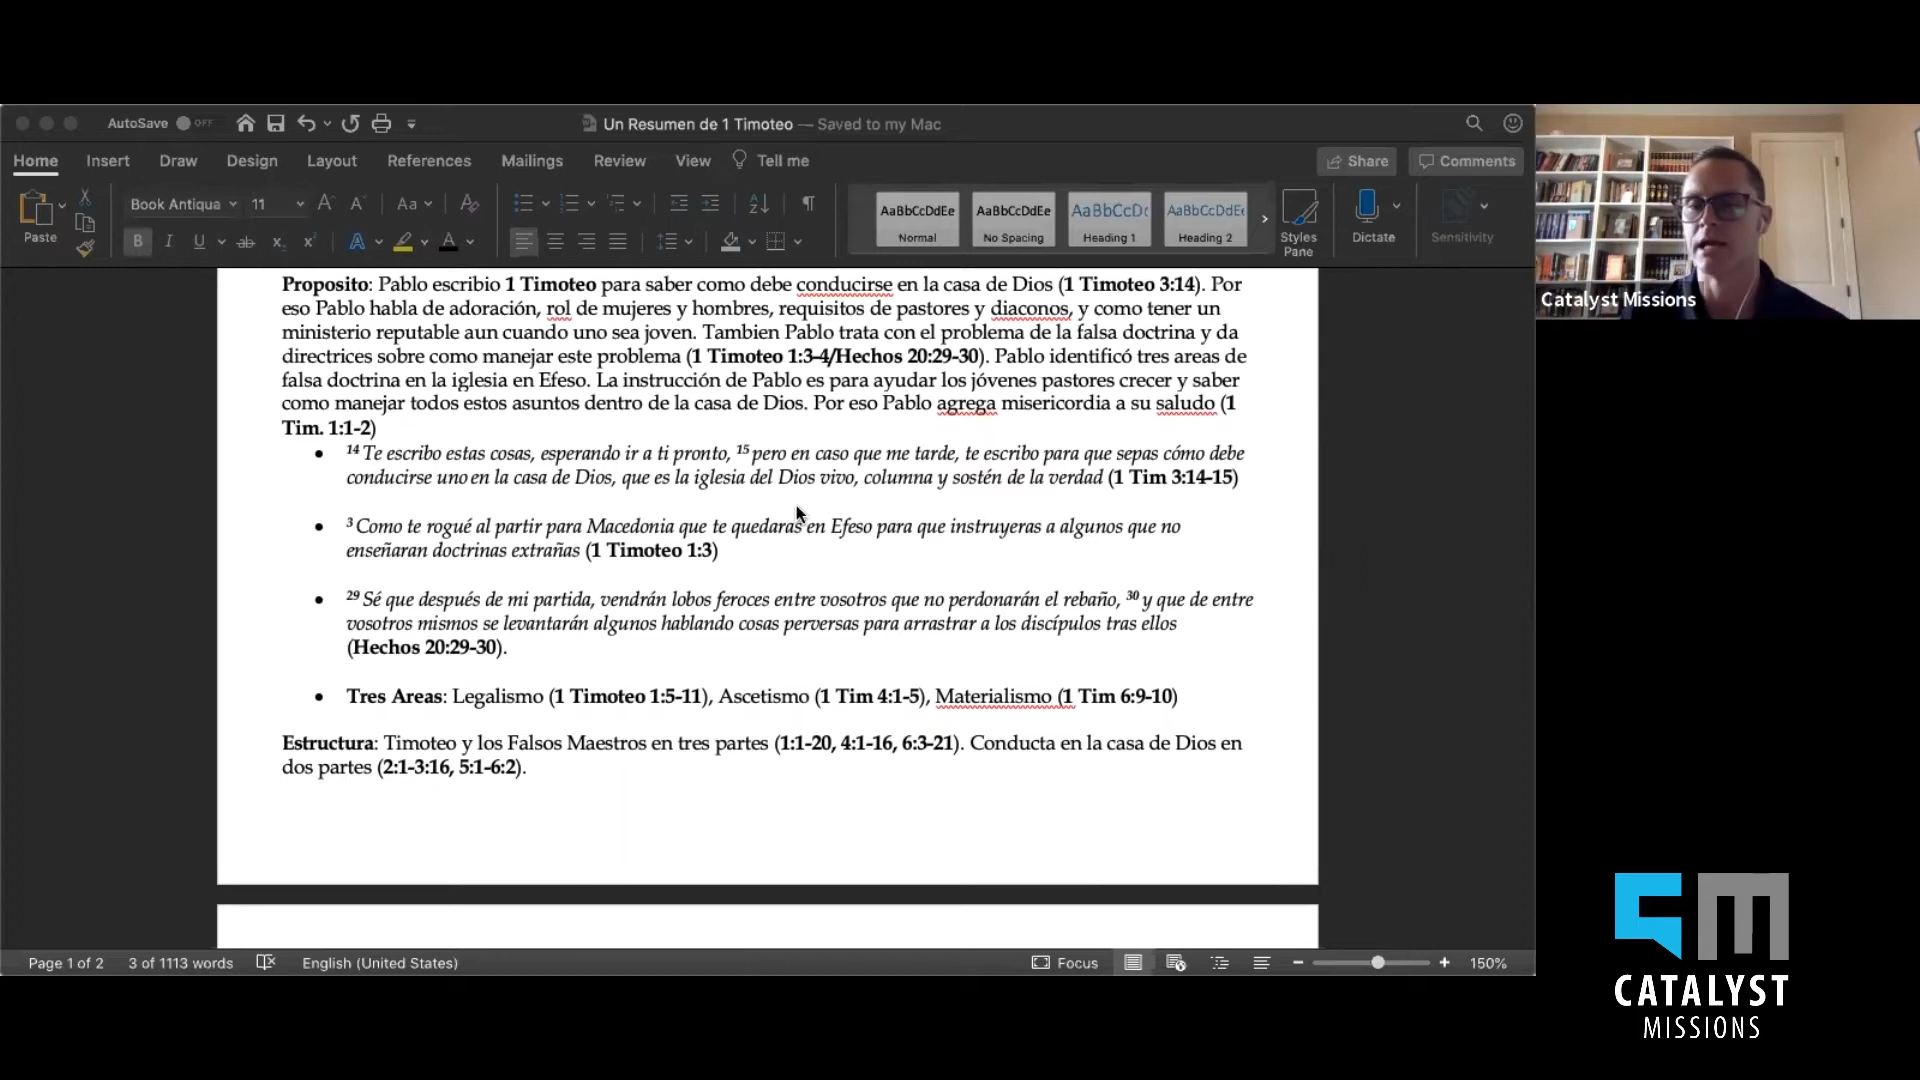 AutoSave OFF
Un Resumen de 1 Timoteo — Saved to my Mac
Home Insert Draw Design Layout References Mailings Review View Tell me Share Comments
Paste
Book Antiqua 11
AaBbCcDdEe AaBbCcDdEe AaBbCcDc AaBbCcDdEe
Normal No Spacing Heading 1 Heading 2
Styles Pane
Dictate
Sensitivity
Proposito: Pablo escribio 1 Timoteo para saber como debe conducirse en la casa de Dios (1 Timoteo 3:14). Por
eso Pablo habla de adoración, rol de mujeres y hombres, requisitos de pastores y diaconos, y como tener un
ministerio reputable aun cuando uno sea joven. Tambien Pablo trata con el problema de la falsa doctrina y da
directrices sobre como manejar este problema (1 Timoteo 1:3-4/Hechos 20:29-30). Pablo identificó tres areas de
falsa doctrina en la iglesia en Efeso. La instrucción de Pablo es para ayudar los jóvenes pastores crecer y saber
como manejar todos estos asuntos dentro de la casa de Dios. Por eso Pablo agrega misericordia a su saludo (1
Tim. 1:1-2)
• 14 Te escribo estas cosas, esperando ir a ti pronto, 15 pero en caso que me tarde, te escribo para que sepas cómo debe
conducirse uno en la casa de Dios, que es la iglesia del Dios vivo, columna y sostén de la verdad (1 Tim 3:14-15)
• 3 Como te rogué al partir para Macedonia que te quedaras en Efeso para que instruyeras a algunos que no
enseñaran doctrinas extrañas (1 Timoteo 1:3)
• 29 Sé que después de mi partida, vendrán lobos feroces entre vosotros que no perdonarán el rebaño, 30 y que de entre
vosotros mismos se levantarán algunos hablando cosas perversas para arrastrar a los discípulos tras ellos
(Hechos 20:29-30).
• Tres Areas: Legalismo (1 Timoteo 1:5-11), Ascetismo (1 Tim 4:1-5), Materialismo (1 Tim 6:9-10)
Estructura: Timoteo y los Falsos Maestros en tres partes (1:1-20, 4:1-16, 6:3-21). Conducta en la casa de Dios en
dos partes (2:1-3:16, 5:1-6:2).
Page 1 of 2 3 of 1113 words English (United States) Focus 150%
Catalyst Missions
CATALYST
MISSIONS